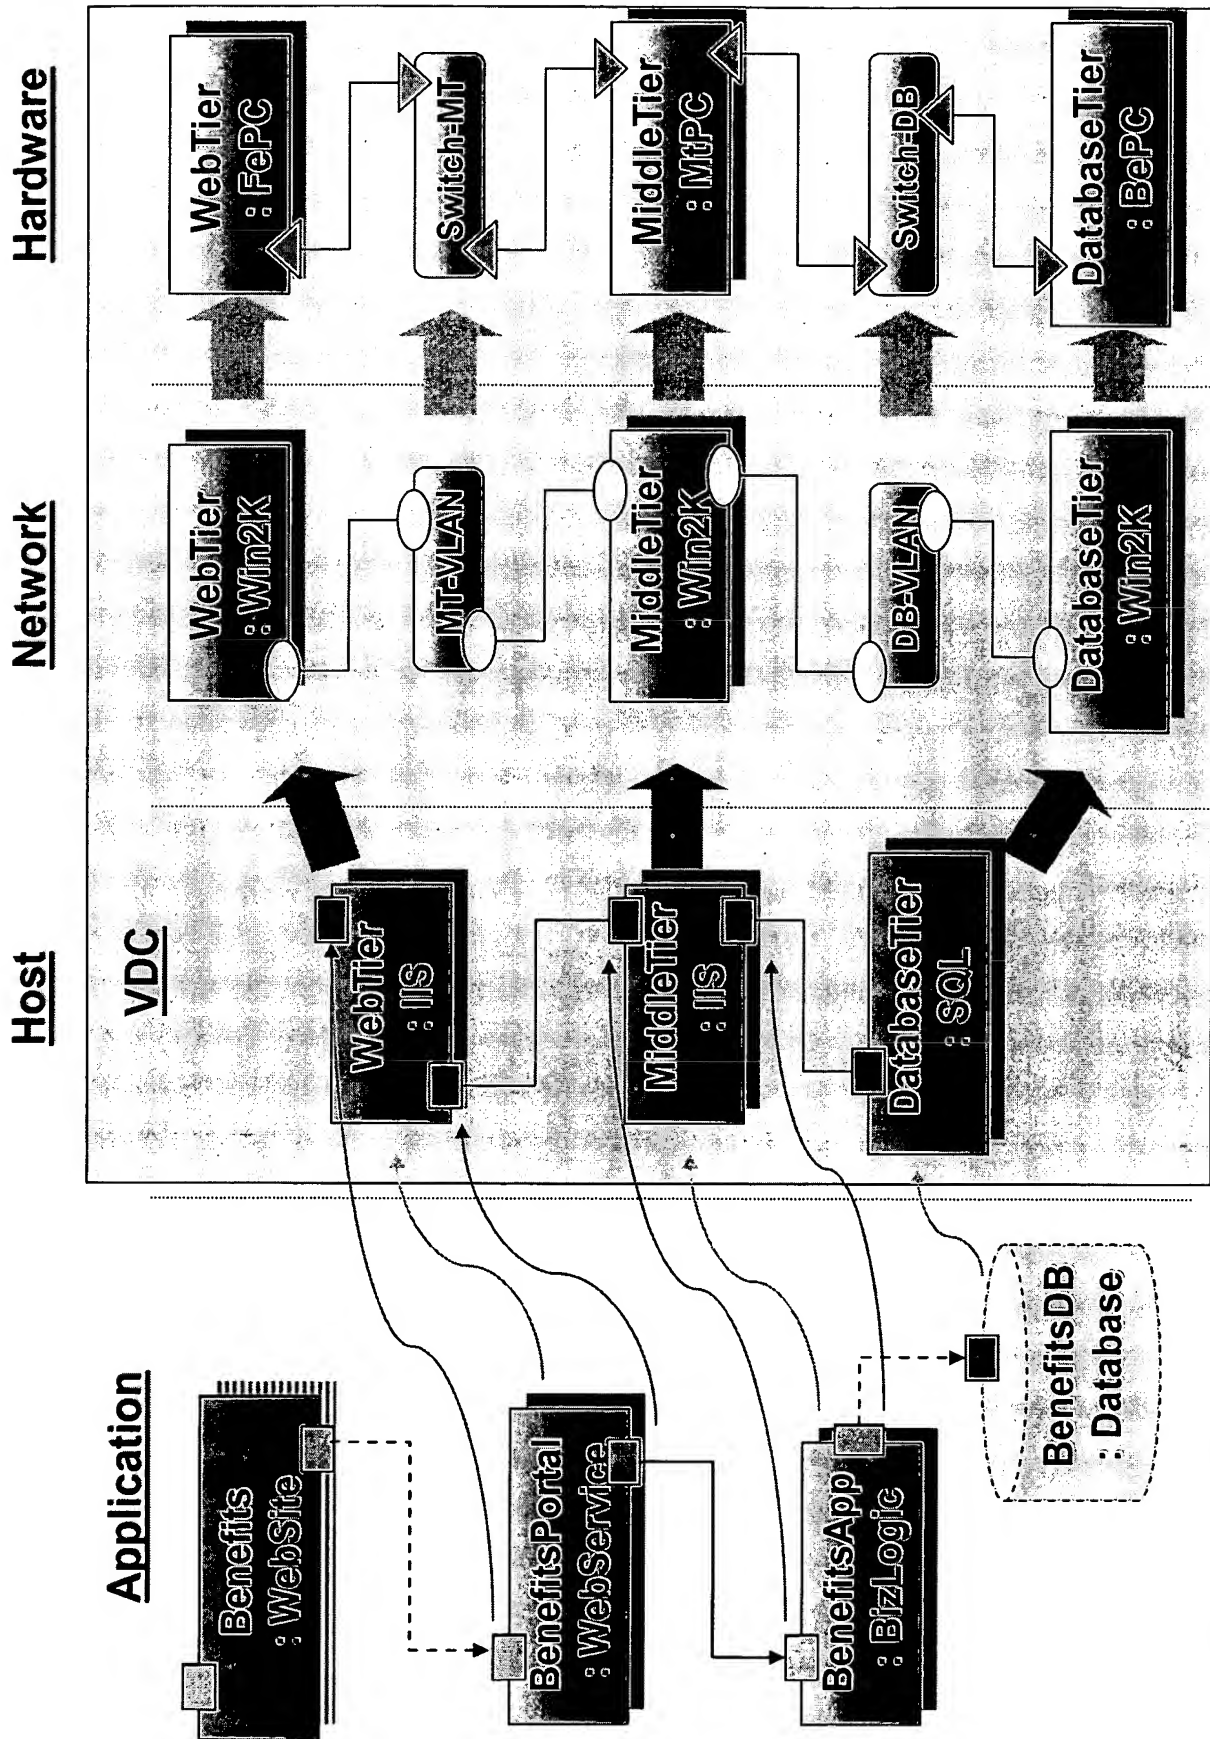 Application
Host
Network
Hardware
VDC
Benefits
: WebSite
BenefitsPortal
: WebService
BenefitsApp
: BizLogic
BenefitsDB
: Database
WebTier
: IIS
MiddleTier
: IIS
DatabaseTier
: SQL
WebTier
: Win2K
MT-VLAN
MiddleTier
: Win2K
DB-VLAN
DatabaseTier
: Win2K
WebTier
: FePC
Switch-MT
MiddleTier
: MtPC
Switch-DB
DatabaseTier
: BePC